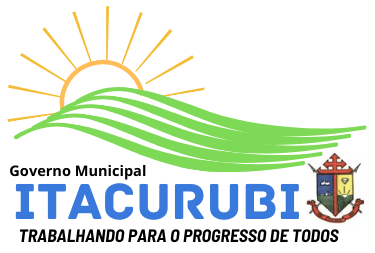 Governo Municipal
ITACURUBI
TRABALHANDO PARA O PROGRESSO DE TODOS